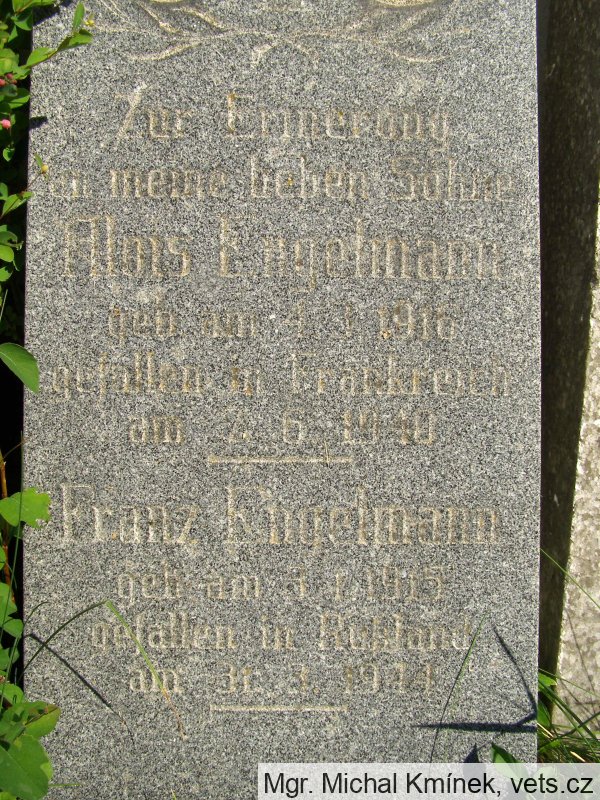 Zur Erinerung
an meine lieben Söhne
Alois Engelmann
geb. am 4. 1. 1916
gefallen in Frankreich
am 7. 6. 1940
Franz Engelmann
geb. am 3. 1. 1915
gefallen in Rußland
am 31. 3. 1944
Mgr. Michal Kmínek, vets.cz